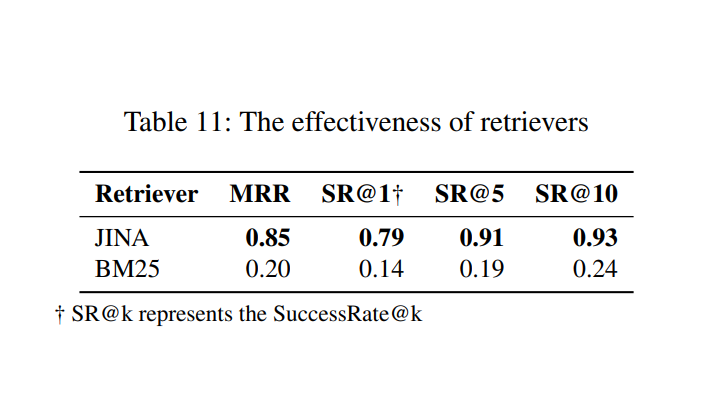 Table 11: The effectiveness of retrievers
Retriever MRR SR@1† SR@5 SR@10
JINA 0.85 0.79 0.91 0.93
BM25 0.20 0.14 0.19 0.24
† SR@k represents the SuccessRate@k